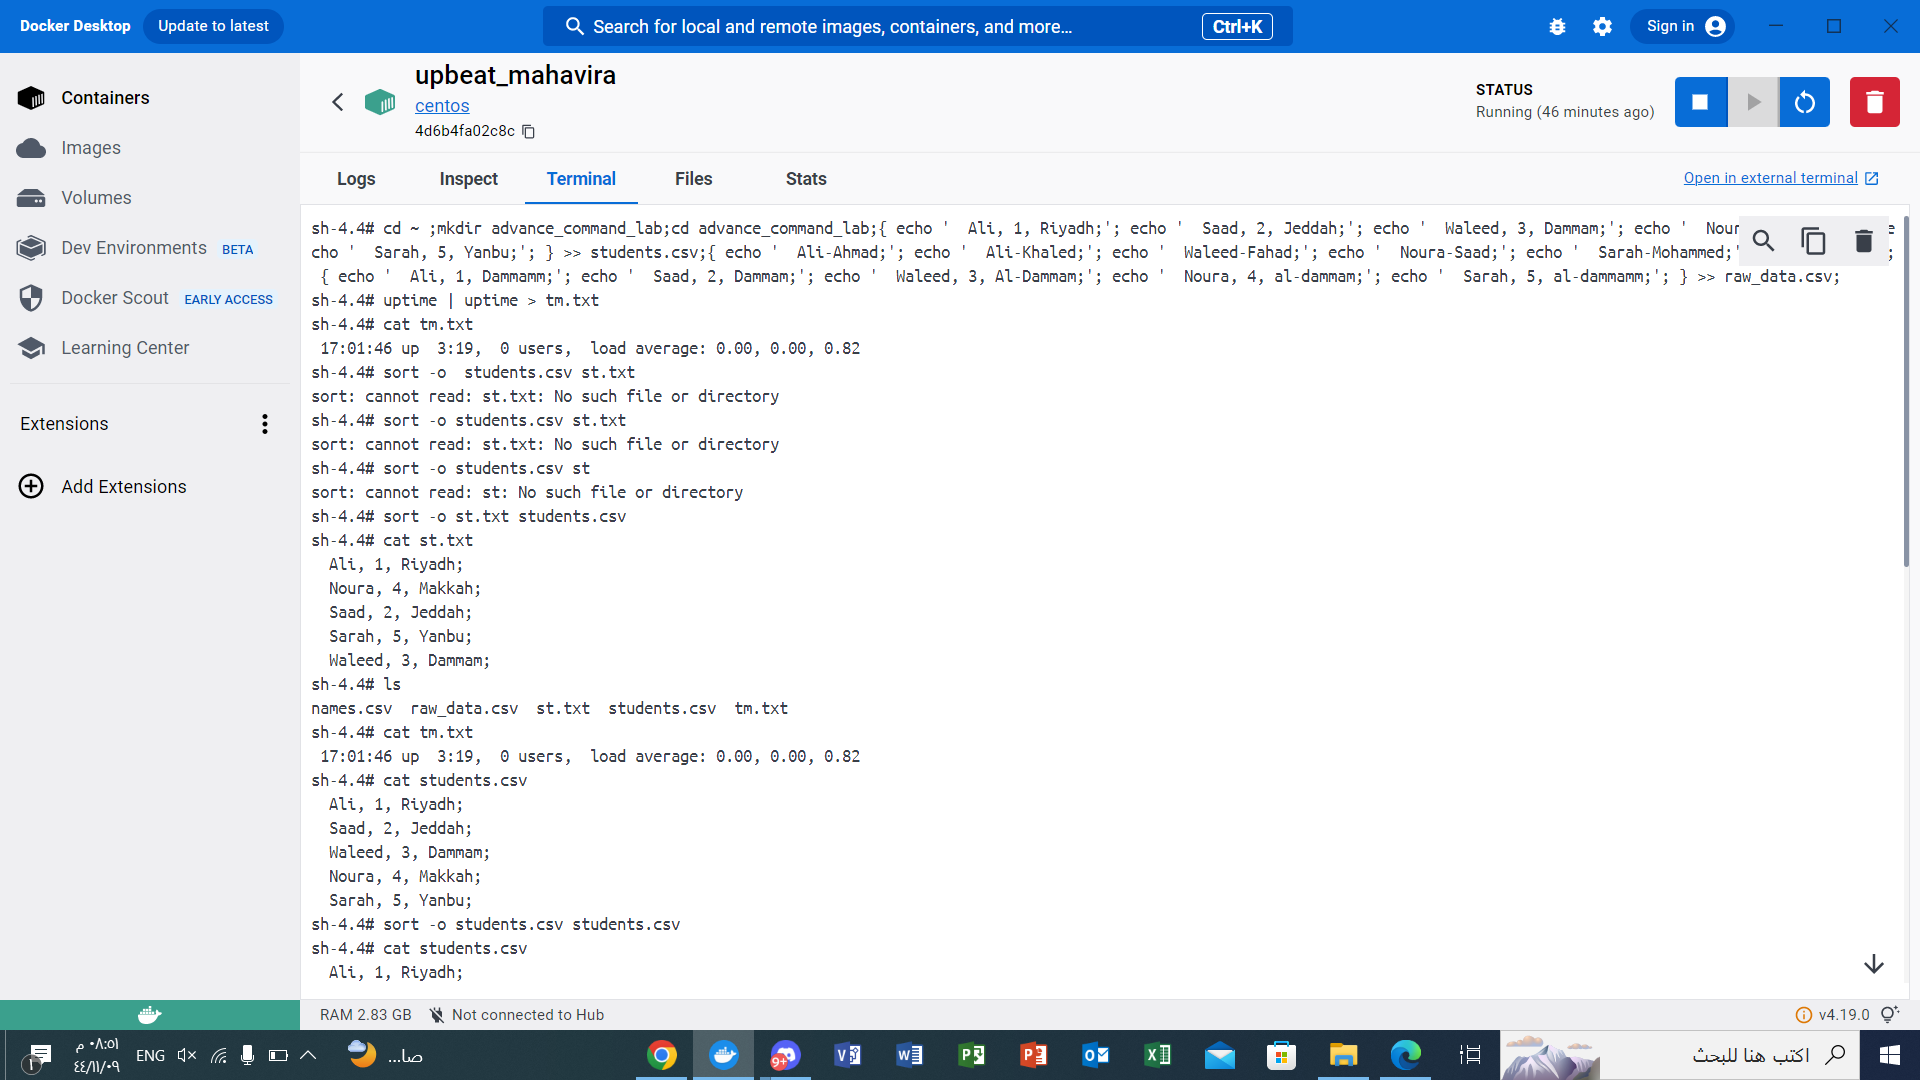 Docker Desktop
Update to latest
Search for local and remote images, containers, and more...
Ctrl+K
Sign in
Containers
Images
Volumes
Dev Environments BETA
Docker Scout EARLY ACCESS
Learning Center
Extensions
Add Extensions
upbeat_mahavira
centos
4d6b4fa02c8c
STATUS
Running (46 minutes ago)
Logs
Inspect
Terminal
Files
Stats
Open in external terminal
sh-4.4# cd ~ ;mkdir advance_command_lab;cd advance_command_lab;{ echo '  Ali, 1, Riyadh;'; echo '  Saad, 2, Jeddah;'; echo '  Waleed, 3, Dammam;'; echo '  Nour e
cho '  Sarah, 5, Yanbu;'; } >> students.csv;{ echo '  Ali-Ahmad;'; echo '  Ali-Khaled;'; echo '  Waleed-Fahad;'; echo '  Noura-Saad;'; echo '  Sarah-Mohammed;' ;
 { echo '  Ali, 1, Dammamm;'; echo '  Saad, 2, Dammam;'; echo '  Waleed, 3, Al-Dammam;'; echo '  Noura, 4, al-dammam;'; echo '  Sarah, 5, al-dammamm;'; } >> raw_data.csv;
sh-4.4# uptime | uptime > tm.txt
sh-4.4# cat tm.txt
 17:01:46 up  3:19,  0 users,  load average: 0.00, 0.00, 0.82
sh-4.4# sort -o  students.csv st.txt
sort: cannot read: st.txt: No such file or directory
sh-4.4# sort -o students.csv st.txt
sort: cannot read: st.txt: No such file or directory
sh-4.4# sort -o students.csv st
sort: cannot read: st: No such file or directory
sh-4.4# sort -o st.txt students.csv
sh-4.4# cat st.txt
  Ali, 1, Riyadh;
  Noura, 4, Makkah;
  Saad, 2, Jeddah;
  Sarah, 5, Yanbu;
  Waleed, 3, Dammam;
sh-4.4# ls
names.csv  raw_data.csv  st.txt  students.csv  tm.txt
sh-4.4# cat tm.txt
 17:01:46 up  3:19,  0 users,  load average: 0.00, 0.00, 0.82
sh-4.4# cat students.csv
  Ali, 1, Riyadh;
  Saad, 2, Jeddah;
  Waleed, 3, Dammam;
  Noura, 4, Makkah;
  Sarah, 5, Yanbu;
sh-4.4# sort -o students.csv students.csv
sh-4.4# cat students.csv
  Ali, 1, Riyadh;
RAM 2.83 GB
Not connected to Hub
v4.19.0
١
٠٨:٥١ م
٤٤/١١/٠٩
ENG
صا...
9+
اكتب هنا للبحث